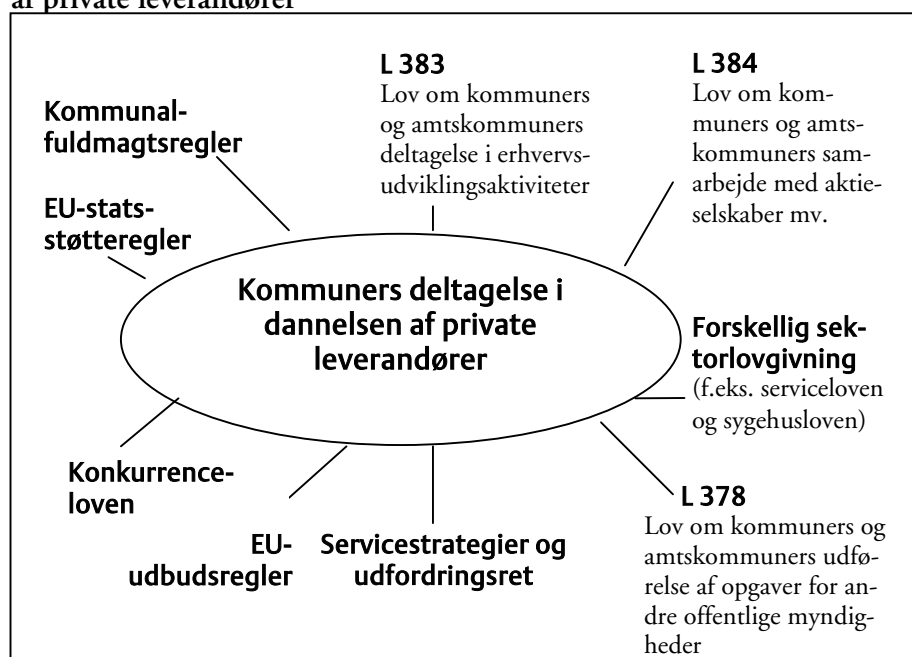 af private leverandører
L 383
Lov om kommuners
og amtskommuners
deltagelse i erhvervs-
udviklingsaktiviteter
L 384
Lov om kom-
muners og amts-
kommuners sam-
arbejde med aktie-
selskaber mv.
Kommunal-
fuldmagtsregler
EU-stats-
støtteregler
Kommuners deltagelse i
dannelsen af private
leverandører
Forskellig sek-
torlovgivning
(f.eks. serviceloven
og sygehusloven)
Konkurrence-
loven
EU-
udbudsregler
Servicestrategier og
udfordringsret
L 378
Lov om kommuners og
amtskommuners udfø-
relse af opgaver for an-
dre offentlige myndig-
heder